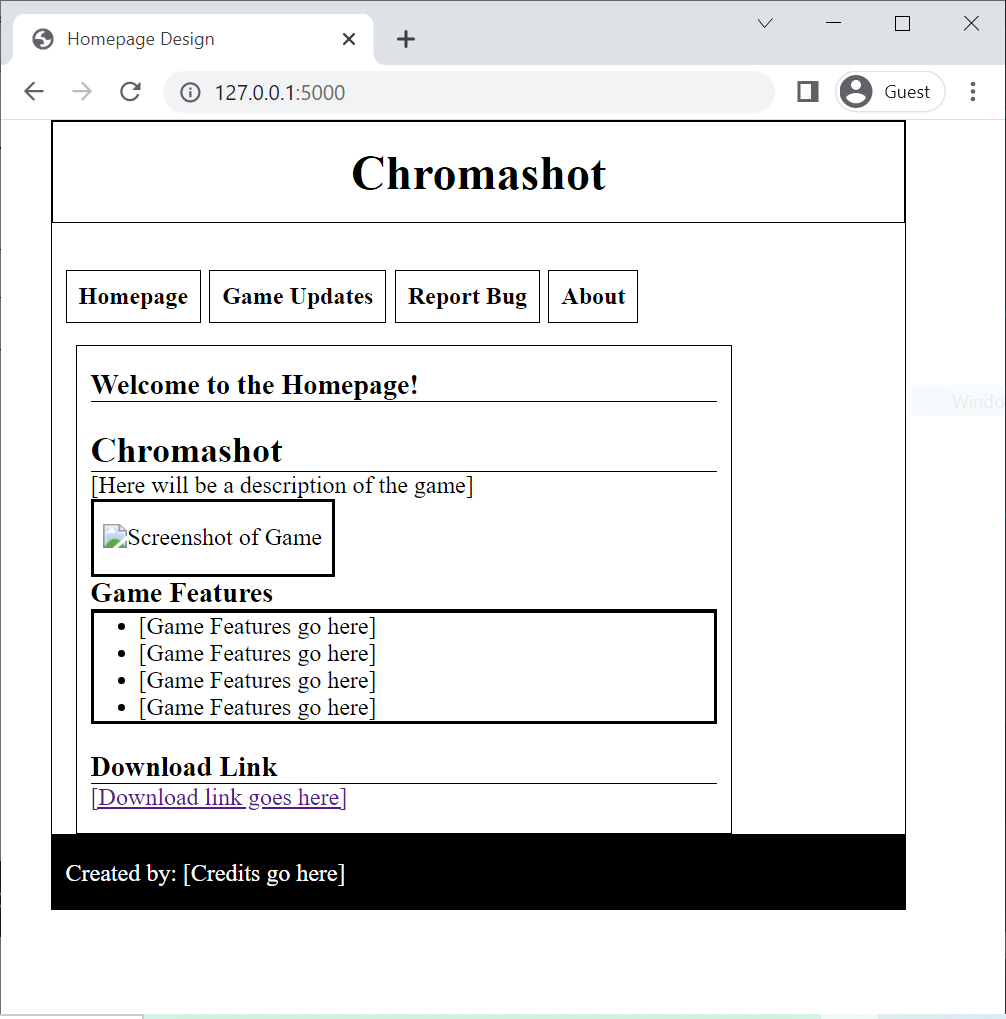 Homepage Design
127.0.0.1:5000
Guest
Chromashot
Homepage Game Updates Report Bug About
Welcome to the Homepage!
Chromashot
[Here will be a description of the game]
Screenshot of Game
Game Features
• [Game Features go here]
• [Game Features go here]
• [Game Features go here]
• [Game Features go here]
Download Link
[Download link goes here]
Created by: [Credits go here]
Windo